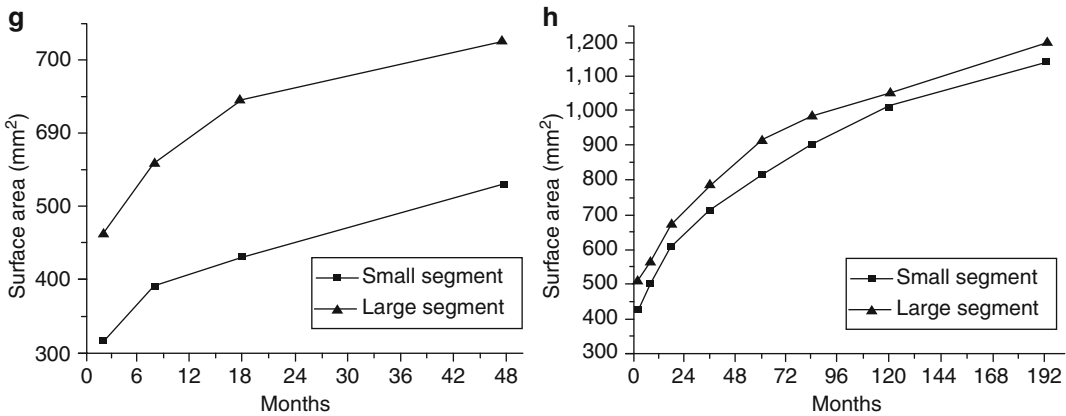 g
Surface area (mm²)
700
690
500
400
300
0 6 12 18 24 30 36 42 48
Months
Small segment
Large segment
h
Surface area (mm²)
1,200
1,100
1,000
900
800
700
600
500
400
300
0 24 48 72 96 120 144 168 192
Months
Small segment
Large segment